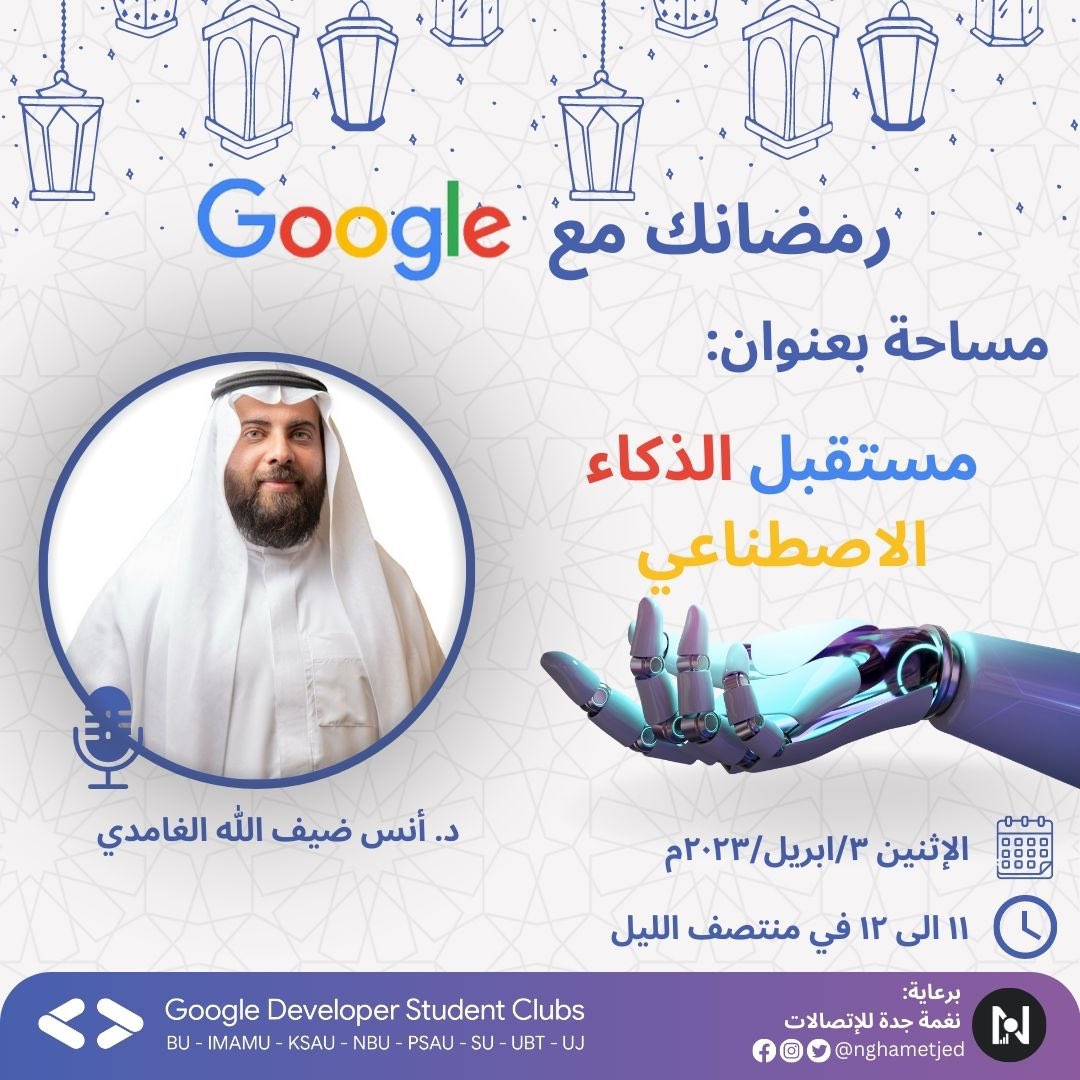 رمضانك مع Google
مساحة بعنوان:
مستقبل الذكاء
الاصطناعي
د. أنس ضيف الله الغامدي
الإثنين ٣/ابريل/٢٠٢٣م
١١ الى ١٢ في منتصف الليل
Google Developer Student Clubs
BU - IMAMU - KSAU - NBU - PSAU - SU - UBT - UJ
برعاية:
نغمة جدة للإتصالات
@nghametjed